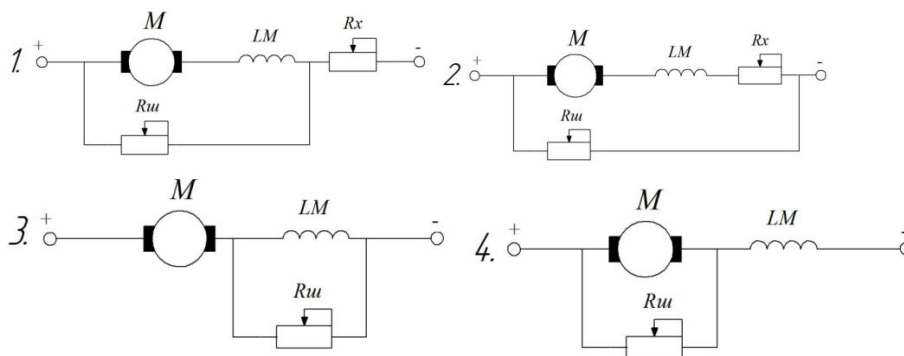 1. + M LM Rx -
Rш
2. + M LM Rx -
Rш
3. + M LM -
Rш
4. + M LM -
Rш